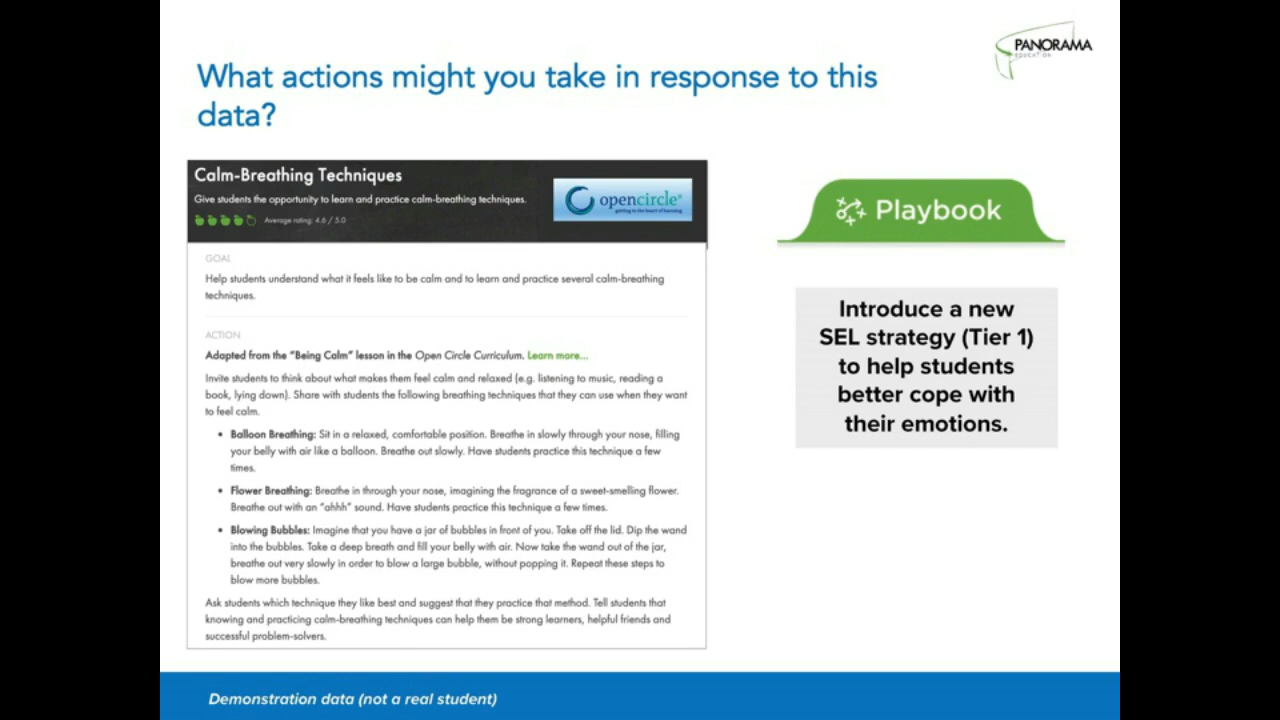 PANORAMA
EDUCATION
What actions might you take in response to this
data?
Calm-Breathing Techniques
Give students the opportunity to learn and practice calm-breathing techniques.
Average rating: 4.6 / 5.0
opencircle®
getting to the heart of learning
Playbook
GOAL
Help students understand what it feels like to be calm and to learn and practice several calm-breathing
techniques.
ACTION
Adapted from the “Being Calm” lesson in the Open Circle Curriculum. Learn more...
Invite students to think about what makes them feel calm and relaxed (e.g. listening to music, reading a
book, lying down). Share with students the following breathing techniques that they can use when they want
to feel calm.
• Balloon Breathing: Sit in a relaxed, comfortable position. Breathe in slowly through your nose, filling
your belly with air like a balloon. Breathe out slowly. Have students practice this technique a few
times.
• Flower Breathing: Breathe in through your nose, imagining the fragrance of a sweet-smelling flower.
Breathe out with an “ahhh” sound. Have students practice this technique a few times.
• Blowing Bubbles: Imagine that you have a jar of bubbles in front of you. Take off the lid. Dip the wand
into the bubbles. Take a deep breath and fill your belly with air. Now take the wand out of the jar,
breathe out very slowly in order to blow a large bubble, without popping it. Repeat these steps to
blow more bubbles.
Ask students which technique they like best and suggest that they practice that method. Tell students that
knowing and practicing calm-breathing techniques can help them be strong learners, helpful friends and
successful problem-solvers.
Introduce a new
SEL strategy (Tier 1)
to help students
better cope with
their emotions.
Demonstration data (not a real student)